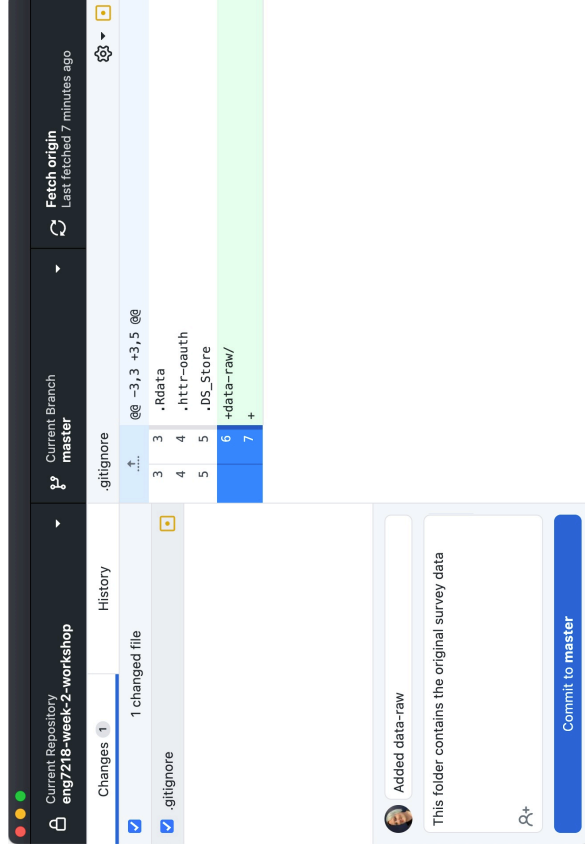 Current Repository
eng7218-week-2-workshop
Current Branch
master
Fetch origin
Last fetched 7 minutes ago
Changes 1
History
.gitignore
1 changed file
.gitignore
@@ -3,3 +3,5 @@
3 3 .Rdata
4 4 .httr-oauth
5 5 .DS_Store
6 +data-raw/
7 +
Added data-raw
This folder contains the original survey data
Commit to master